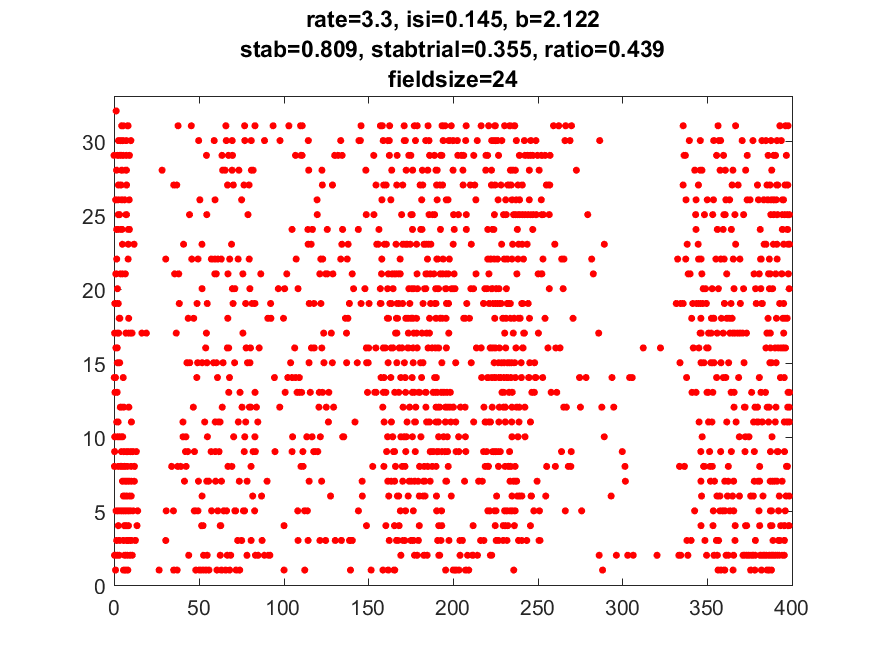 rate=3.3, isi=0.145, b=2.122
stab=0.809, stabtrial=0.355, ratio=0.439
fieldsize=24
30
25
20
15
10
5
0
0 50 100 150 200 250 300 350 400